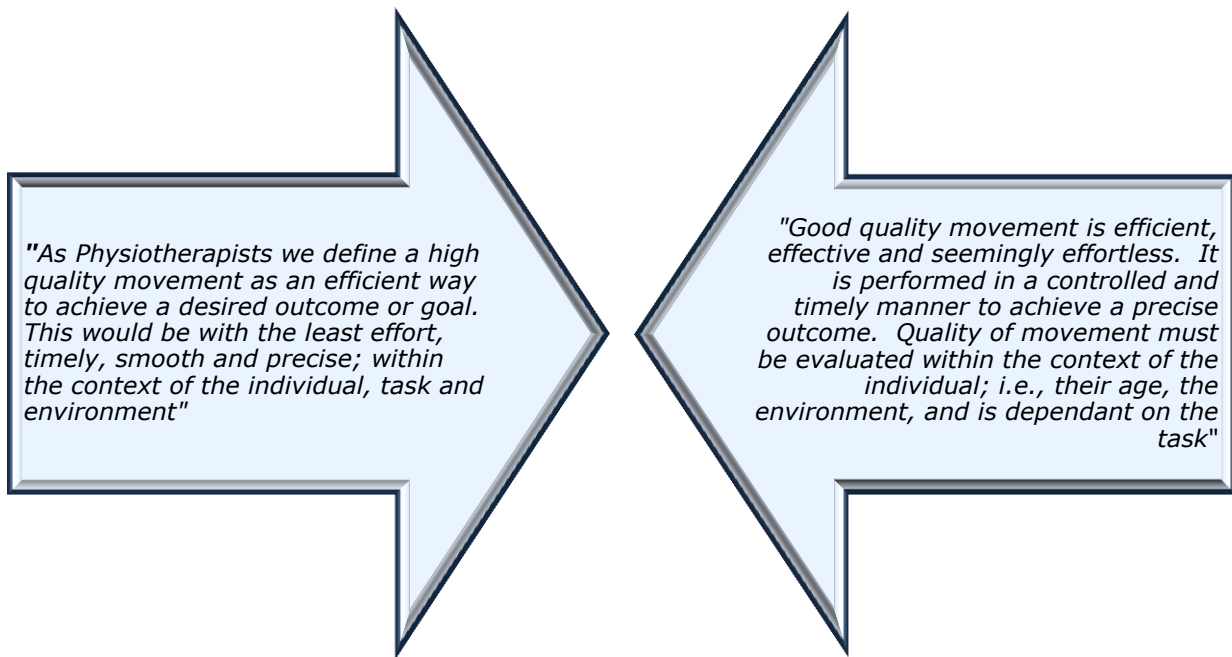 "As Physiotherapists we define a high
quality movement as an efficient way
to achieve a desired outcome or goal.
This would be with the least effort,
timely, smooth and precise; within
the context of the individual, task and
environment"
"Good quality movement is efficient,
effective and seemingly effortless.  It
is performed in a controlled and
timely manner to achieve a precise
outcome.  Quality of movement must
be evaluated within the context of the
individual; i.e., their age, the
environment, and is dependant on the
task"